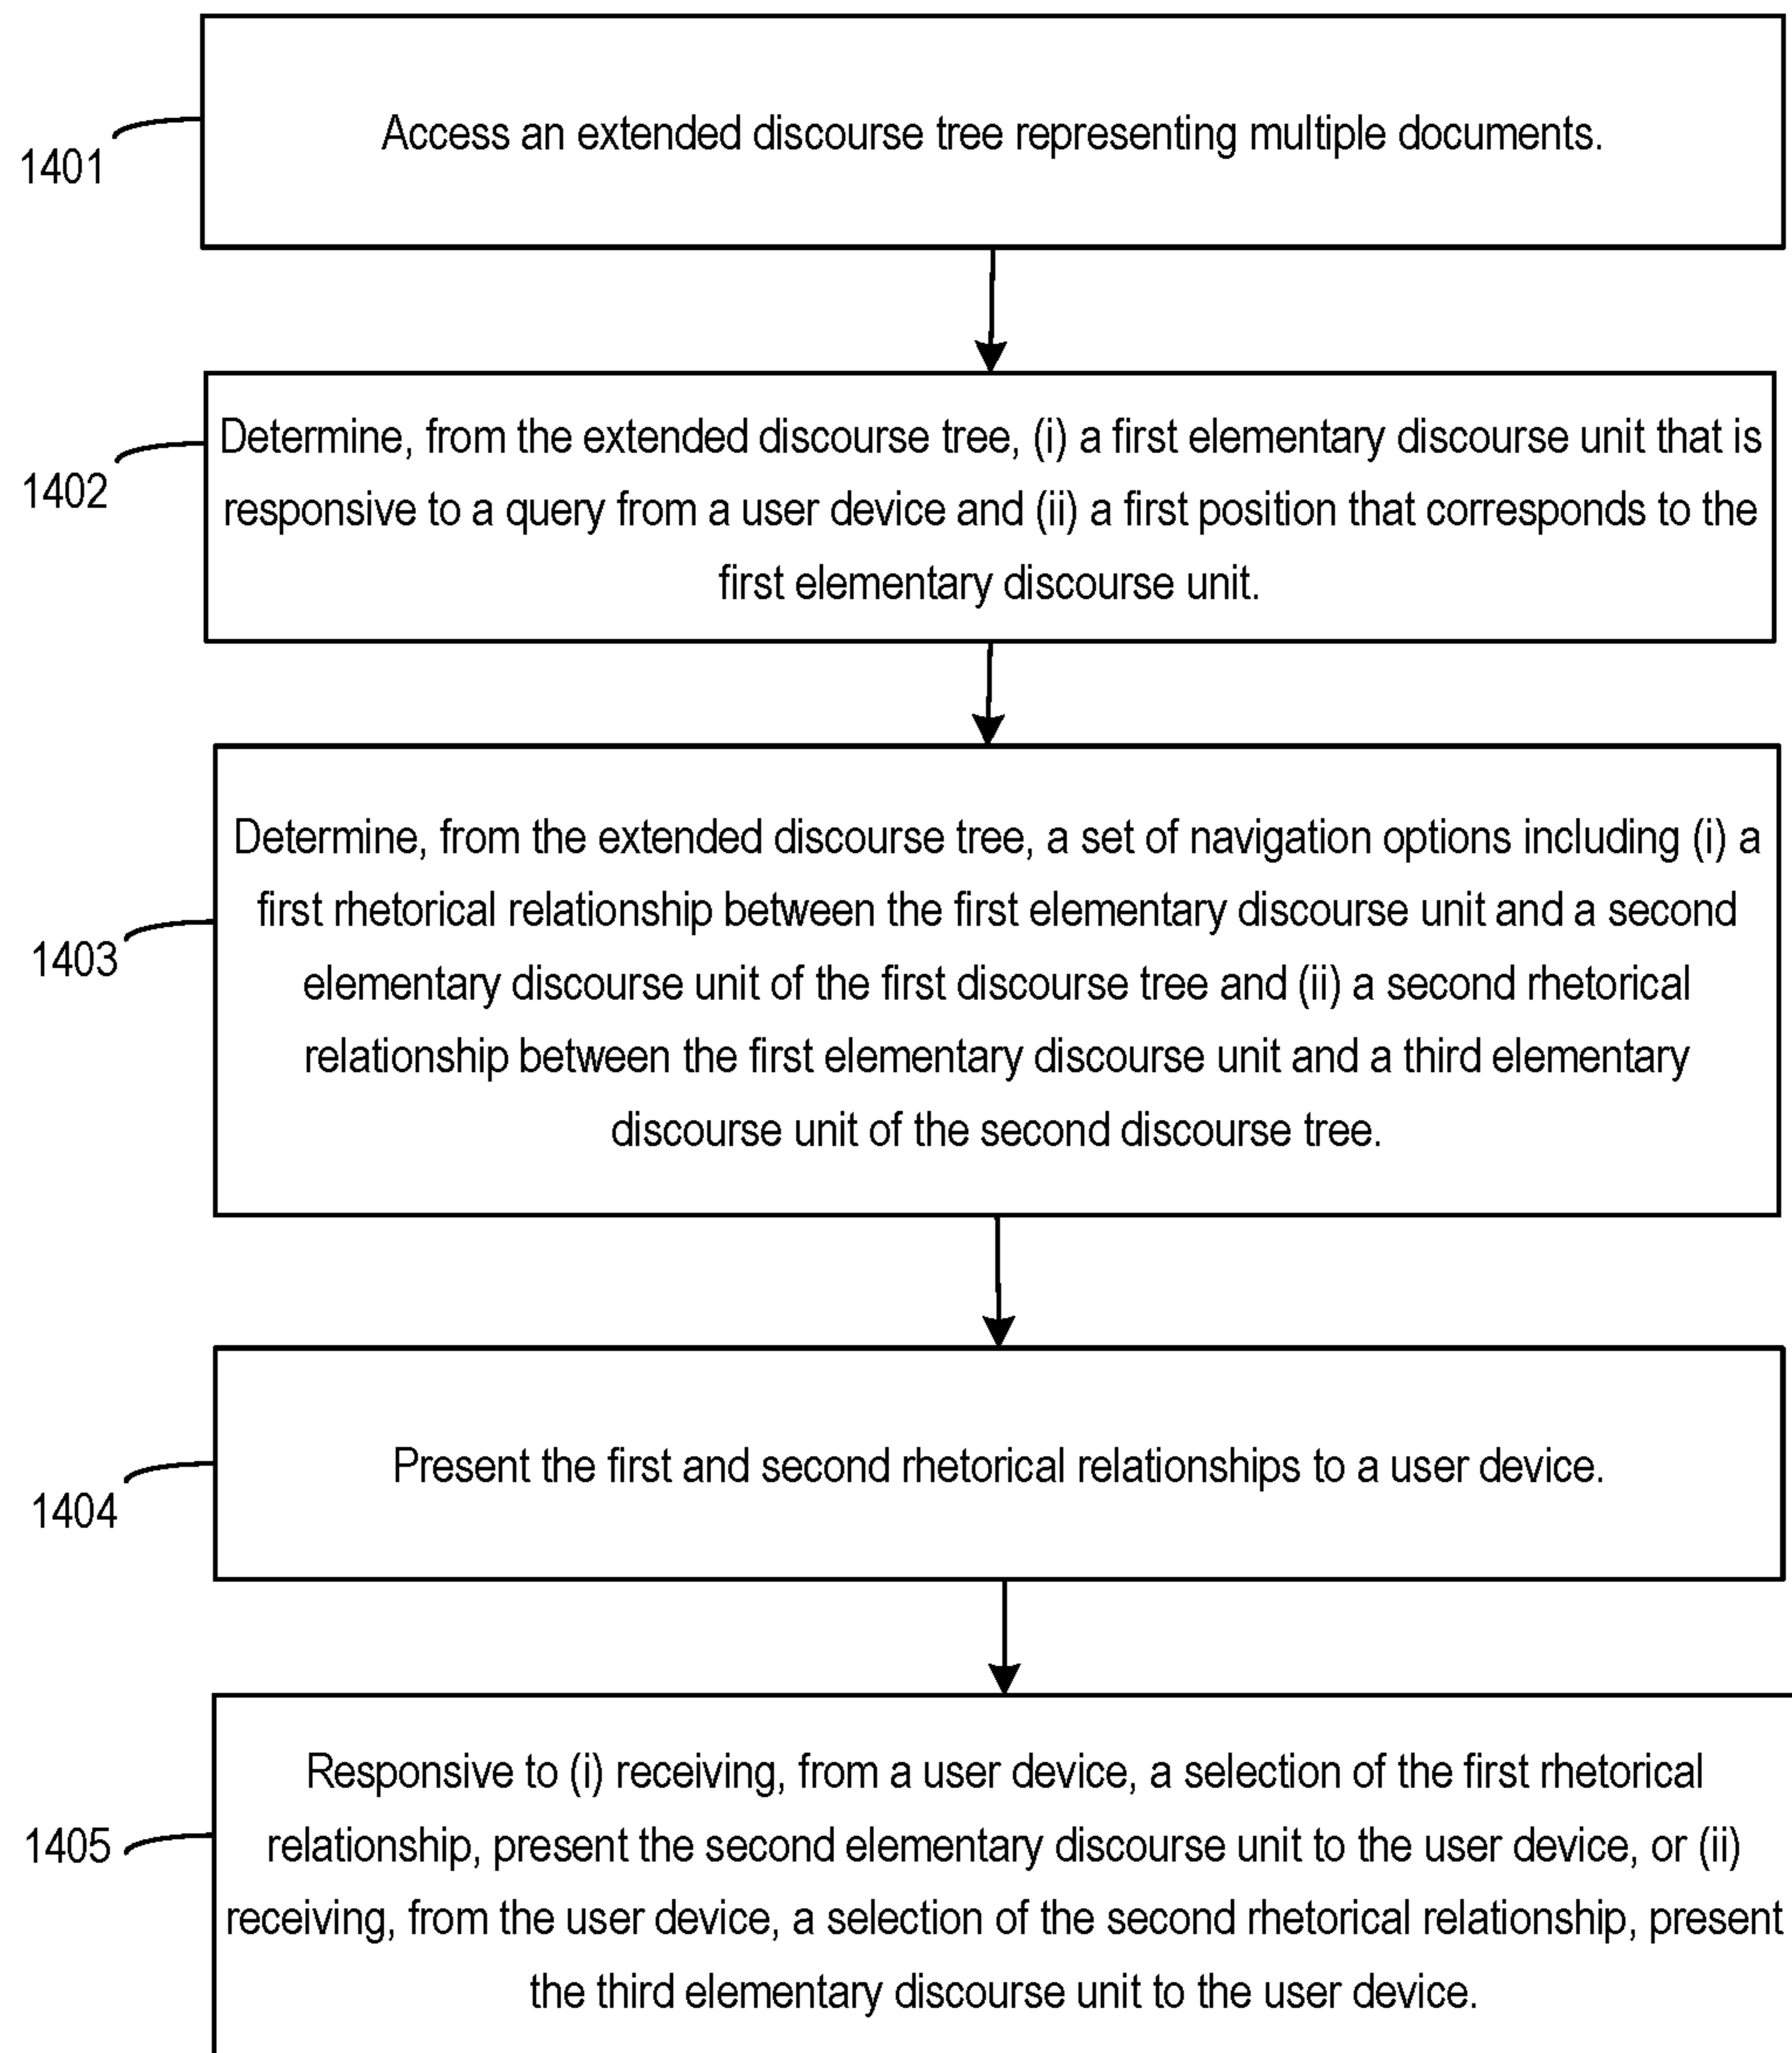 1401
Access an extended discourse tree representing multiple documents.
1402
Determine, from the extended discourse tree, (i) a first elementary discourse unit that is
responsive to a query from a user device and (ii) a first position that corresponds to the
first elementary discourse unit.
1403
Determine, from the extended discourse tree, a set of navigation options including (i) a
first rhetorical relationship between the first elementary discourse unit and a second
elementary discourse unit of the first discourse tree and (ii) a second rhetorical
relationship between the first elementary discourse unit and a third elementary
discourse unit of the second discourse tree.
1404
Present the first and second rhetorical relationships to a user device.
1405
Responsive to (i) receiving, from a user device, a selection of the first rhetorical
relationship, present the second elementary discourse unit to the user device, or (ii)
receiving, from the user device, a selection of the second rhetorical relationship, present
the third elementary discourse unit to the user device.